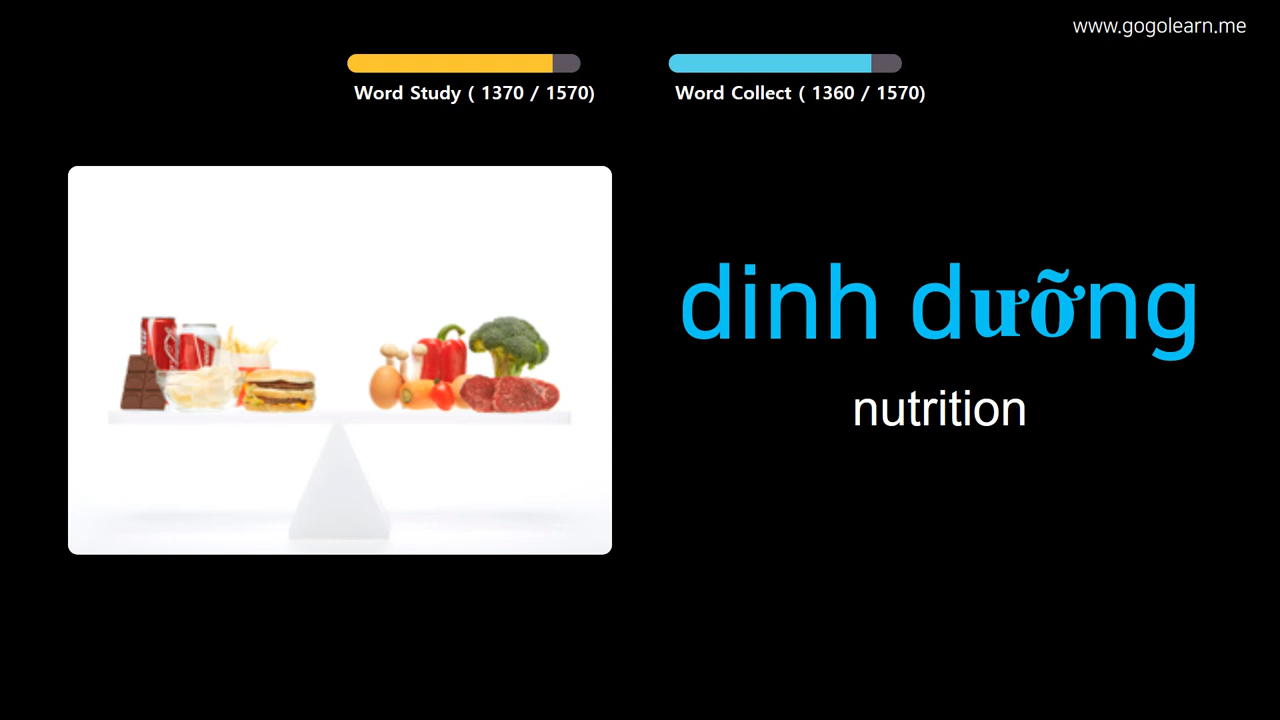 www.gogolearn.me
Word Study ( 1370 / 1570)
Word Collect ( 1360 / 1570)
dinh dưỡng
nutrition